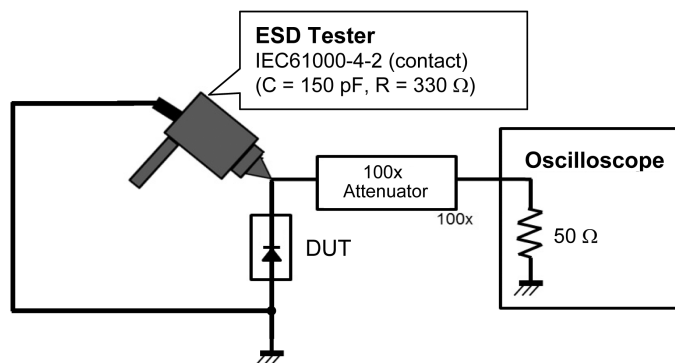 ESD Tester
IEC61000-4-2 (contact)
(C = 150 pF, R = 330 Ω)
Oscilloscope
100x
Attenuator
100x
50 Ω
DUT